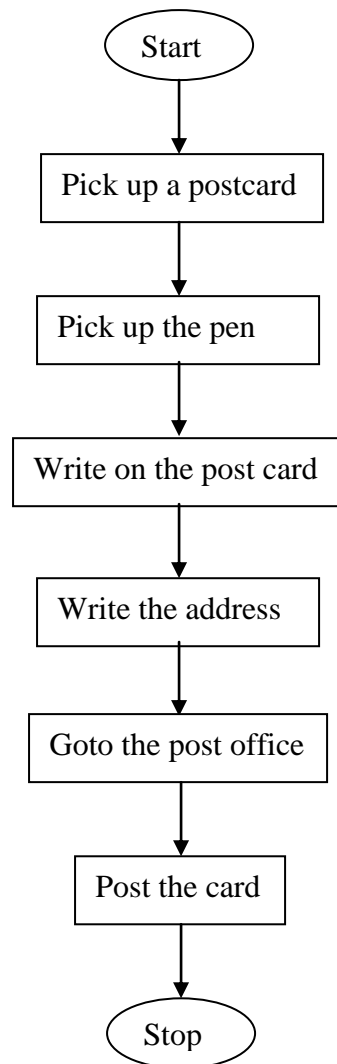 Start
Pick up a postcard
Pick up the pen
Write on the post card
Write the address
Goto the post office
Post the card
Stop